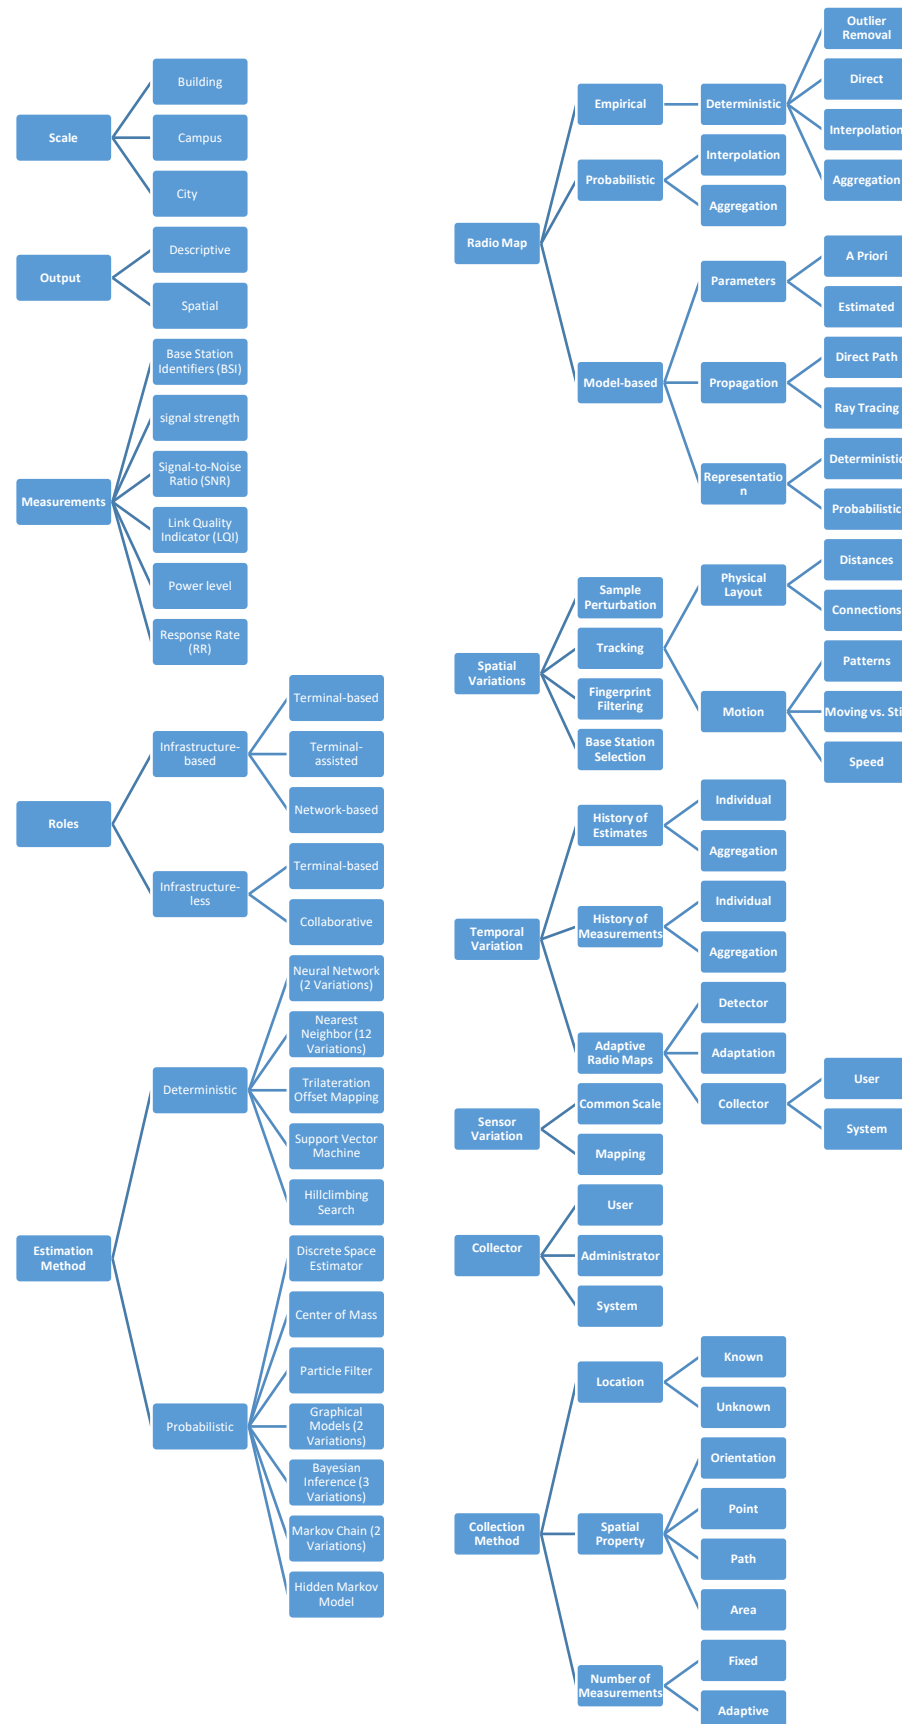 Scale
Building
Campus
City
Output
Descriptive
Spatial
Measurements
Base Station
Identifiers (BSI)
signal strength
Signal-to-Noise
Ratio (SNR)
Link Quality
Indicator (LQI)
Power level
Response Rate
(RR)
Roles
Infrastructure-
based
Terminal-based
Terminal-
assisted
Network-based
Infrastructure-
less
Terminal-based
Collaborative
Estimation
Method
Deterministic
Neural Network
(2 Variations)
Nearest
Neighbor (12
Variations)
Trilateration
Offset Mapping
Support Vector
Machine
Hillclimbing
Search
Probabilistic
Discrete Space
Estimator
Center of Mass
Particle Filter
Graphical
Models (2
Variations)
Bayesian
Inference (3
Variations)
Markov Chain (2
Variations)
Hidden Markov
Model
Radio Map
Empirical
Deterministic
Outlier
Removal
Direct
Interpolation
Aggregation
Probabilistic
Interpolation
Aggregation
Model-based
Parameters
A Priori
Estimated
Propagation
Direct Path
Ray Tracing
Representatio
n
Deterministic
Probabilistic
Spatial
Variations
Sample
Perturbation
Tracking
Physical
Layout
Distances
Connections
Motion
Patterns
Moving vs. Sti
Speed
Fingerprint
Filtering
Base Station
Selection
Temporal
Variation
History of
Estimates
Individual
Aggregation
History of
Measurements
Individual
Aggregation
Adaptive
Radio Maps
Detector
Adaptation
Collector
User
System
Sensor
Variation
Common Scale
Mapping
Collector
User
Administrator
System
Collection
Method
Location
Known
Unknown
Spatial
Property
Orientation
Point
Path
Area
Number of
Measurements
Fixed
Adaptive